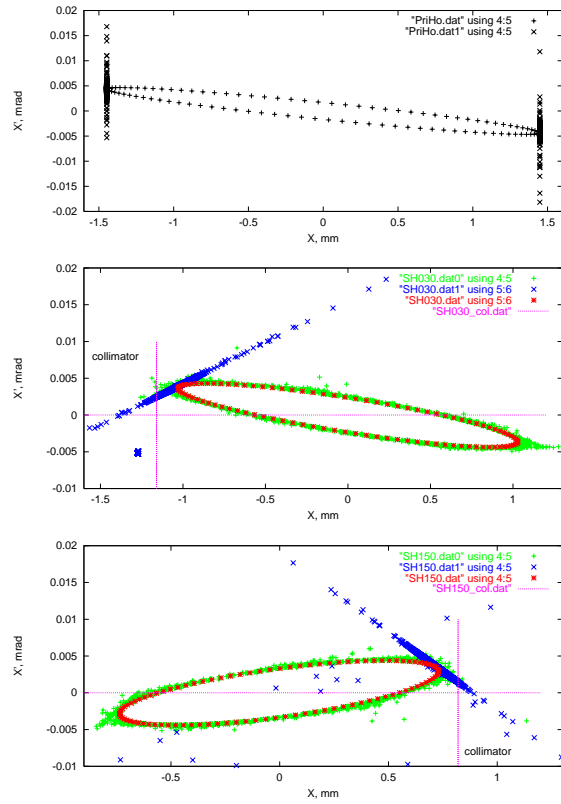 "PriHo.dat" using 4:5
"PriHo.dat1" using 4:5
0.02
0.015
0.01
0.005
0
-0.005
-0.01
-0.015
-0.02
X', mrad
-1.5 -1 -0.5 0 0.5 1 1.5
X, mm
"SH030.dat0" using 4:5
"SH030.dat1" using 5:6
"SH030.dat" using 5:6
"SH030_col.dat"
collimator
0.02
0.015
0.01
0.005
0
-0.005
-0.01
X', mrad
-1.5 -1 -0.5 0 0.5 1
X, mm
"SH150.dat0" using 4:5
"SH150.dat1" using 4:5
"SH150.dat" using 4:5
"SH150_col.dat"
0.02
0.015
0.01
0.005
0
-0.005
-0.01
X', mrad
collimator
-0.5 0 0.5 1
X, mm